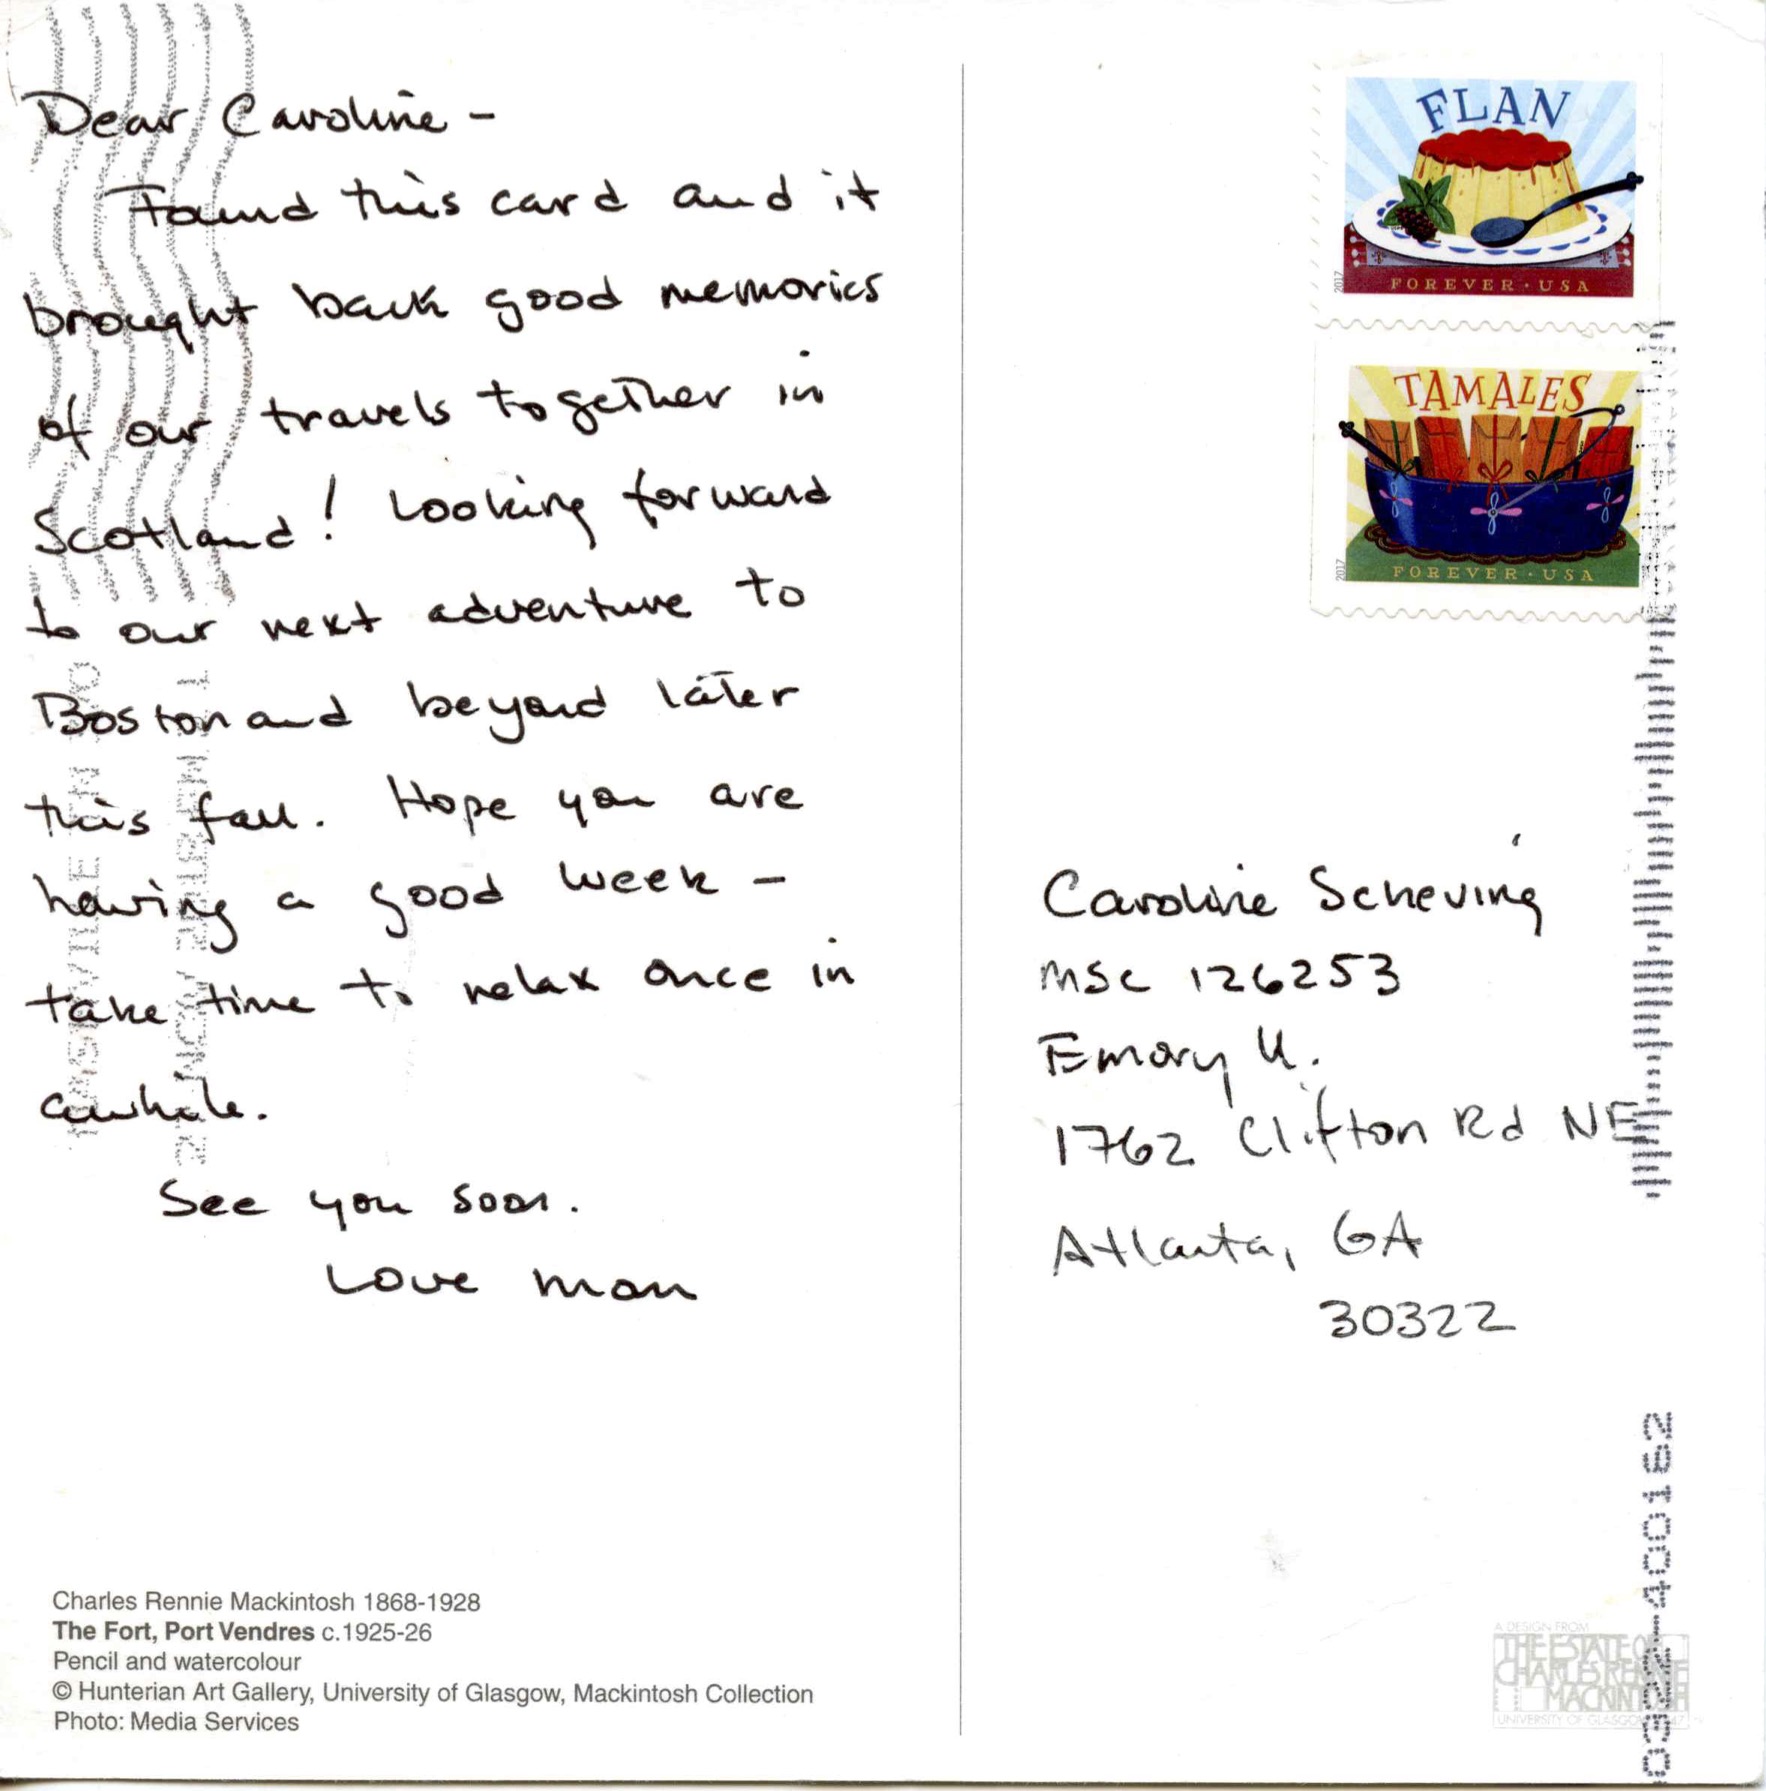 Dear Caroline -
Found this card and it
brought back good memories
of our travels together in
Scotland! Looking forward
to our next adventure to
Boston and beyond later
this fall. Hope you are
having a good week -
take time to relax once in
awhile.
See you soon.
Love mom
Charles Rennie Mackintosh 1868-1928
The Fort, Port Vendres c.1925-26
Pencil and watercolour
© Hunterian Art Gallery, University of Glasgow, Mackintosh Collection
Photo: Media Services
FLAN
2017
FOREVER · USA
TAMALES
2017
FOREVER · USA
Caroline Scheving
MSC 126253
Emory U.
1762 Clifton Rd NE
Atlanta, GA
30322
A DESIGN FROM
THE ESTATE OF
CHARLES RENNIE
MACKINTOSH
UNIVERSITY OF GLASGOW